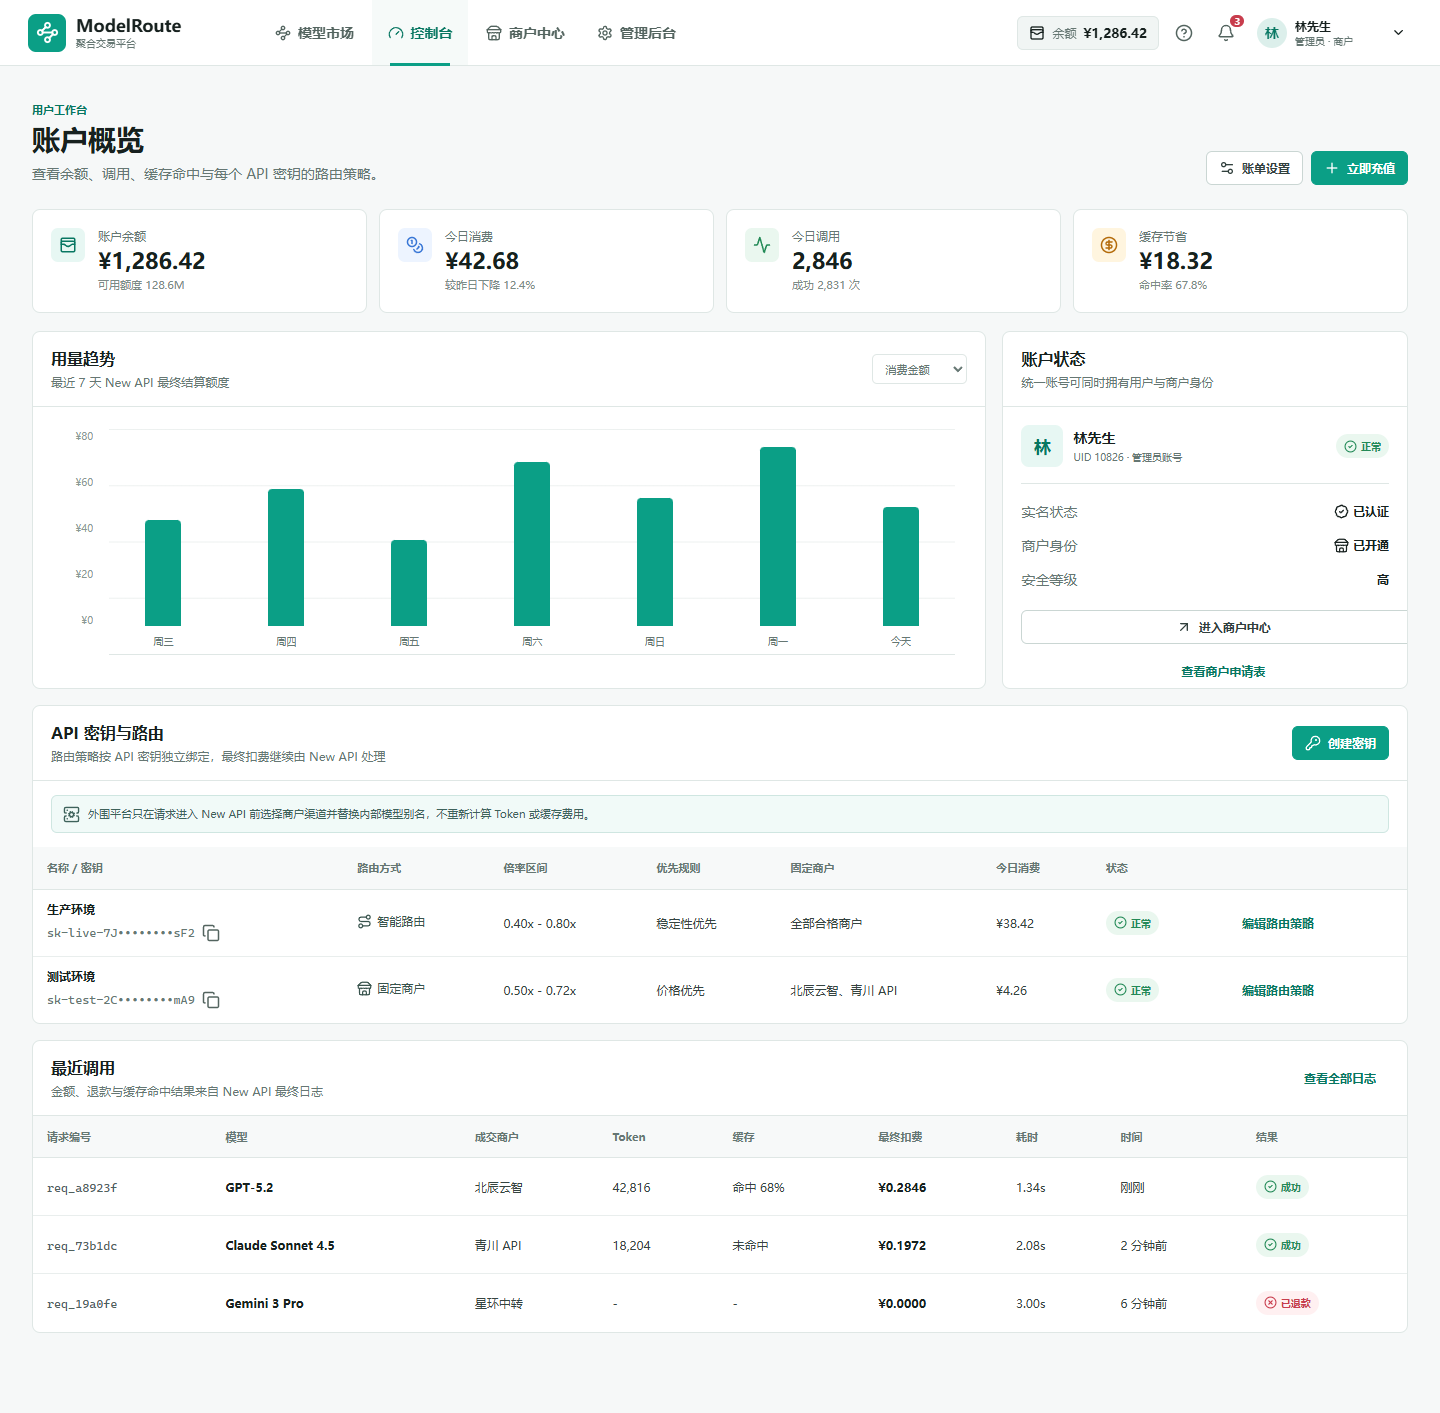 ModelRoute
聚合交易平台
模型市场
控制台
商户中心
管理后台
余额 ¥1,286.42
3
林
林先生
管理员 · 商户
用户工作台
账户概览
查看余额、调用、缓存命中与每个 API 密钥的路由策略。
账单设置
立即充值
账户余额
¥1,286.42
可用额度 128.6M
今日消费
¥42.68
较昨日下降 12.4%
今日调用
2,846
成功 2,831 次
缓存节省
¥18.32
命中率 67.8%
用量趋势
最近 7 天 New API 最终结算额度
消费金额
¥80
¥60
¥40
¥20
¥0
周三
周四
周五
周六
周日
周一
今天
账户状态
统一账号可同时拥有用户与商户身份
林
林先生
UID 10826 · 管理员账号
正常
实名状态
已认证
商户身份
已开通
安全等级
高
进入商户中心
查看商户申请表
API 密钥与路由
路由策略按 API 密钥独立绑定，最终扣费继续由 New API 处理
创建密钥
外围平台只在请求进入 New API 前选择商户渠道并替换内部模型别名，不重新计算 Token 或缓存费用。
名称 / 密钥 路由方式 倍率区间 优先规则 固定商户 今日消费 状态
生产环境
sk-live-7J••••••••sF2
智能路由 0.40x - 0.80x 稳定性优先 全部合格商户 ¥38.42 正常 编辑路由策略
测试环境
sk-test-2C••••••••mA9
固定商户 0.50x - 0.72x 价格优先 北辰云智、青川 API ¥4.26 正常 编辑路由策略
最近调用
金额、退款与缓存命中结果来自 New API 最终日志
查看全部日志
请求编号 模型 成交商户 Token 缓存 最终扣费 耗时 时间 结果
req_a8923f GPT-5.2 北辰云智 42,816 命中 68% ¥0.2846 1.34s 刚刚 成功
req_73b1dc Claude Sonnet 4.5 青川 API 18,204 未命中 ¥0.1972 2.08s 2 分钟前 成功
req_19a0fe Gemini 3 Pro 星环中转 - - ¥0.0000 3.00s 6 分钟前 已退款